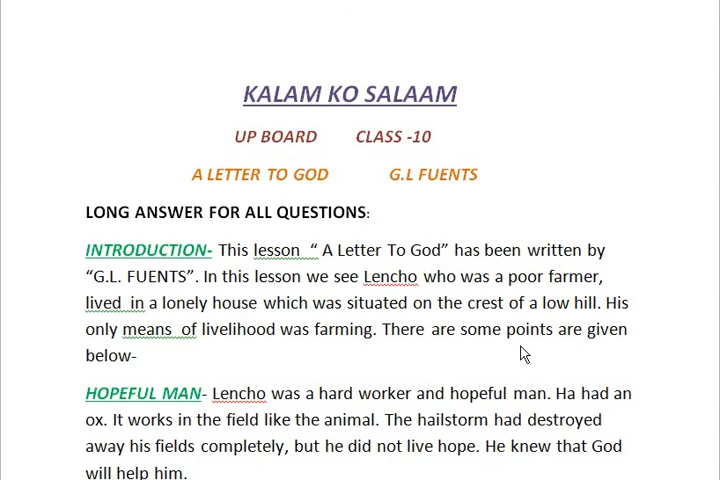 KALAM KO SALAAM
UP BOARD CLASS -10
A LETTER TO GOD G.L FUENTS
LONG ANSWER FOR ALL QUESTIONS:
INTRODUCTION- This lesson “ A Letter To God” has been written by
“G.L. FUENTS”. In this lesson we see Lencho who was a poor farmer,
lived in a lonely house which was situated on the crest of a low hill. His
only means of livelihood was farming. There are some points are given
below-
HOPEFUL MAN- Lencho was a hard worker and hopeful man. Ha had an
ox. It works in the field like the animal. The hailstorm had destroyed
away his fields completely, but he did not live hope. He knew that God
will help him.